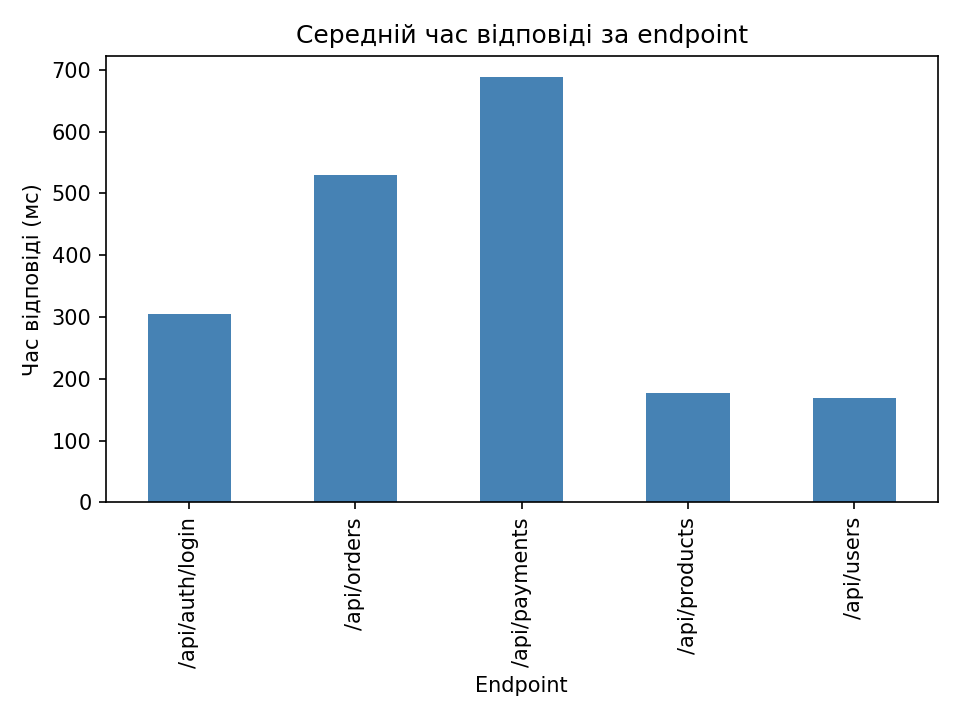 Середній час відповіді за endpoint
Час відповіді (мс)
700
600
500
400
300
200
100
0
/api/auth/login
/api/orders
/api/payments
/api/products
/api/users
Endpoint